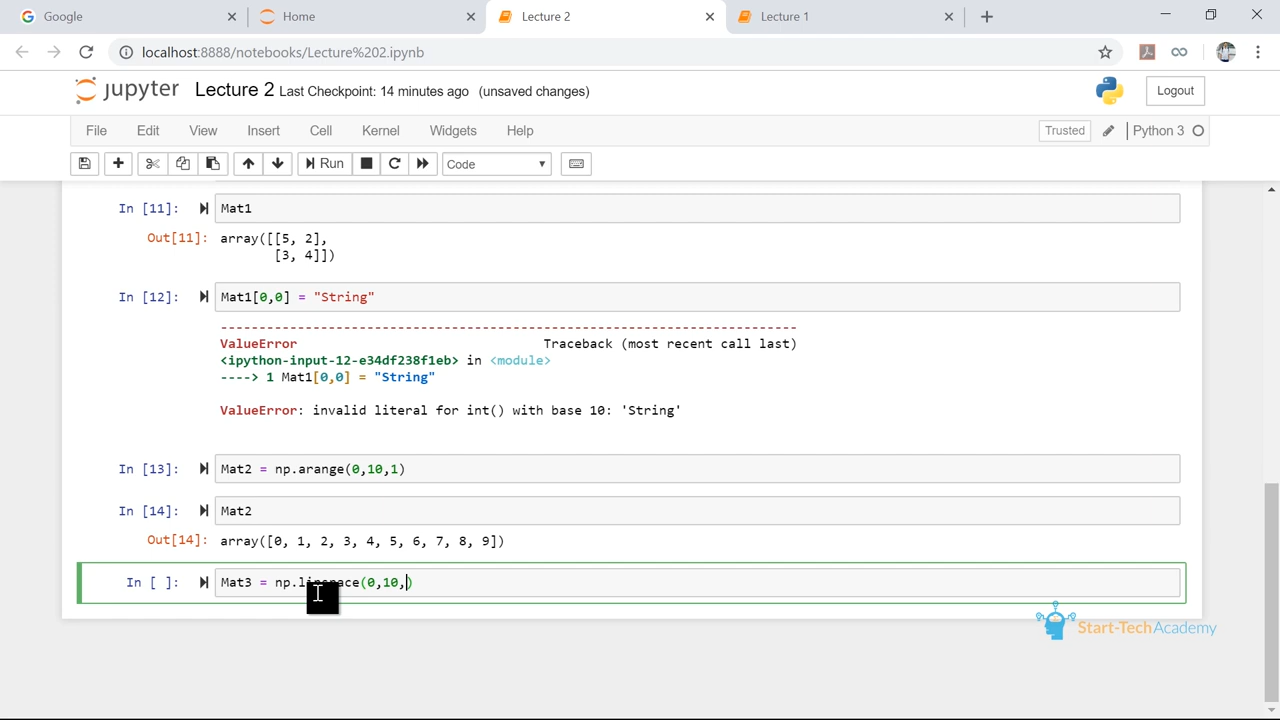 Google
Home
Lecture 2
Lecture 1
localhost:8888/notebooks/Lecture%202.ipynb
jupyter Lecture 2 Last Checkpoint: 14 minutes ago (unsaved changes)
Logout
File Edit View Insert Cell Kernel Widgets Help
Trusted Python 3
Run Code
In [11]: Mat1
Out[11]: array([[5, 2],
[3, 4]])
In [12]: Mat1[0,0] = "String"
---------------------------------------------------------------------------
ValueError Traceback (most recent call last)
<ipython-input-12-e34df238f1eb> in <module>
----> 1 Mat1[0,0] = "String"
ValueError: invalid literal for int() with base 10: 'String'
In [13]: Mat2 = np.arange(0,10,1)
In [14]: Mat2
Out[14]: array([0, 1, 2, 3, 4, 5, 6, 7, 8, 9])
In [ ]: Mat3 = np.linspace(0,10,)
Start-TechAcademy